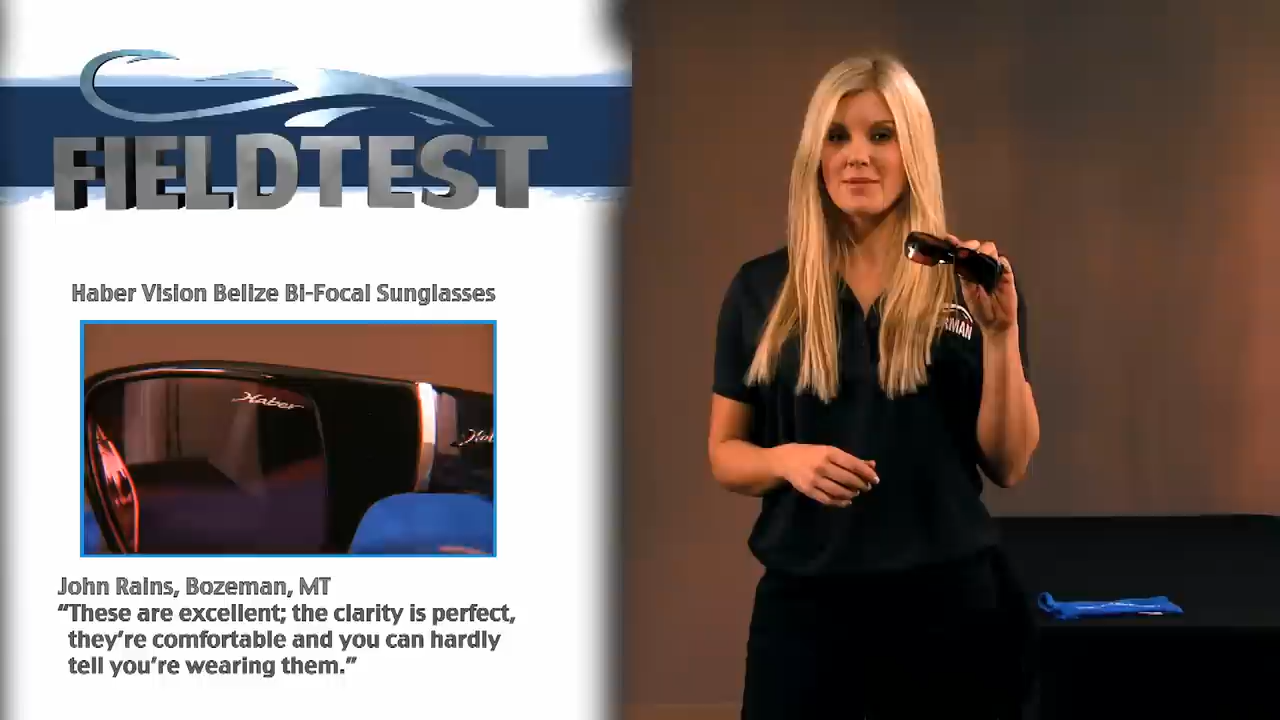 FIELDTEST
Haber Vision Belize Bi-Focal Sunglasses
Haber
John Rains, Bozeman, MT
“These are excellent; the clarity is perfect,
they’re comfortable and you can hardly
tell you’re wearing them.”